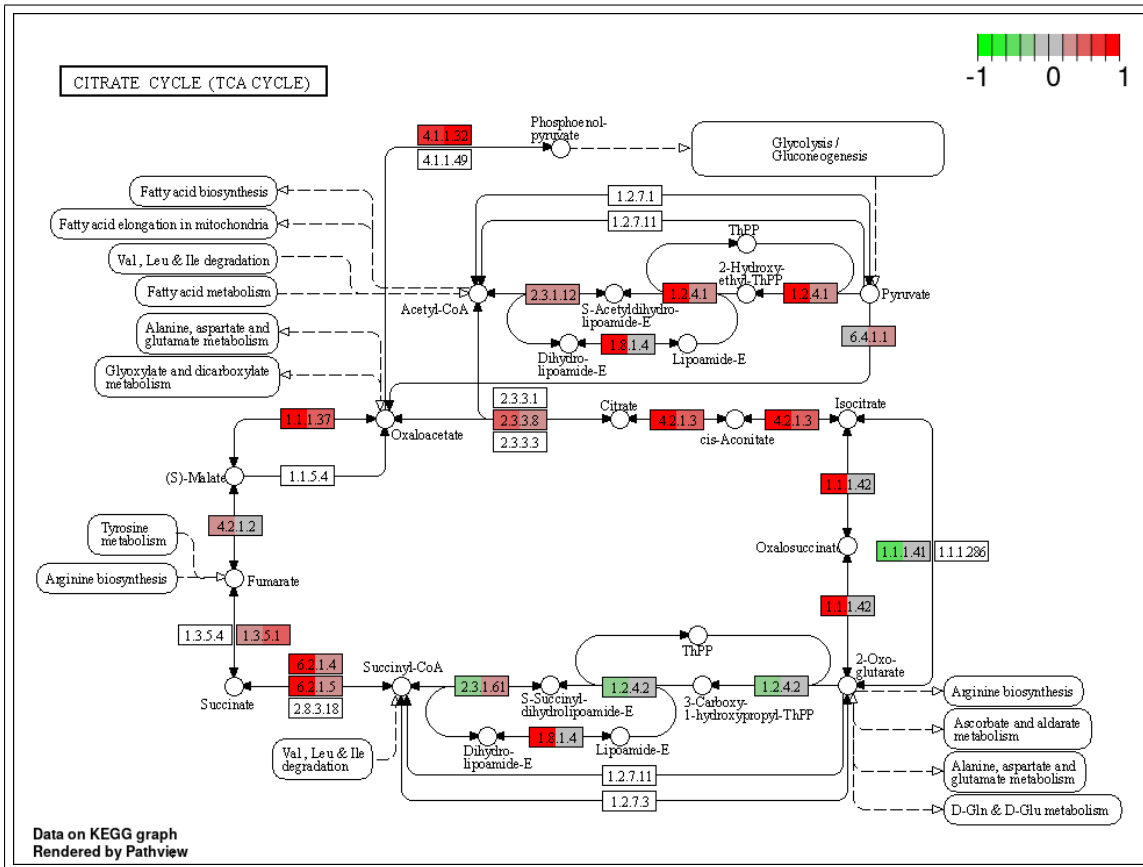 CITRATE CYCLE (TCA CYCLE)
-1 0 1
Phosphoenol-
pyruvate
4.1.1.32
4.1.1.49
Glycolysis /
Gluconeogenesis
Fatty acid biosynthesis
Fatty acid elongation in mitochondria
Val, Leu & Ile degradation
Fatty acid metabolism
Alanine, aspartate and
glutamate metabolism
Glyoxylate and dicarboxylate
metabolism
1.2.7.1
1.2.7.11
ThPP
2-Hydroxy-
ethyl-ThPP
Acetyl-CoA
2.3.1.12
S-Acetyldihydro-
lipoamide-E
1.2.4.1
1.2.4.1
Pyruvate
Dihydro-
lipoamide-E
1.8.1.4
Lipoamide-E
6.4.1.1
1.1.1.37
Oxaloacetate
2.3.3.1
2.3.3.8
2.3.3.3
Citrate
4.2.1.3
cis-Aconitate
4.2.1.3
Isocitrate
(S)-Malate
1.1.5.4
1.1.1.42
4.2.1.2
Tyrosine
metabolism
Arginine biosynthesis
Fumarate
Oxalosuccinate
1.1.1.41
1.1.1.286
1.1.1.42
1.3.5.4
1.3.5.1
ThPP
Succinyl-CoA
6.2.1.4
6.2.1.5
2.8.3.18
Succinate
2.3.1.61
S-Succinyl-
dihydrolipoamide-E
1.2.4.2
3-Carboxy-
1-hydroxypropyl-ThPP
1.2.4.2
2-Oxo-
glutarate
Dihydro-
lipoamide-E
1.8.1.4
Lipoamide-E
Val, Leu & Ile
degradation
1.2.7.11
1.2.7.3
Arginine biosynthesis
Ascorbate and aldarate
metabolism
Alanine, aspartate and
glutamate metabolism
D-Gln & D-Glu metabolism
Data on KEGG graph
Rendered by Pathview